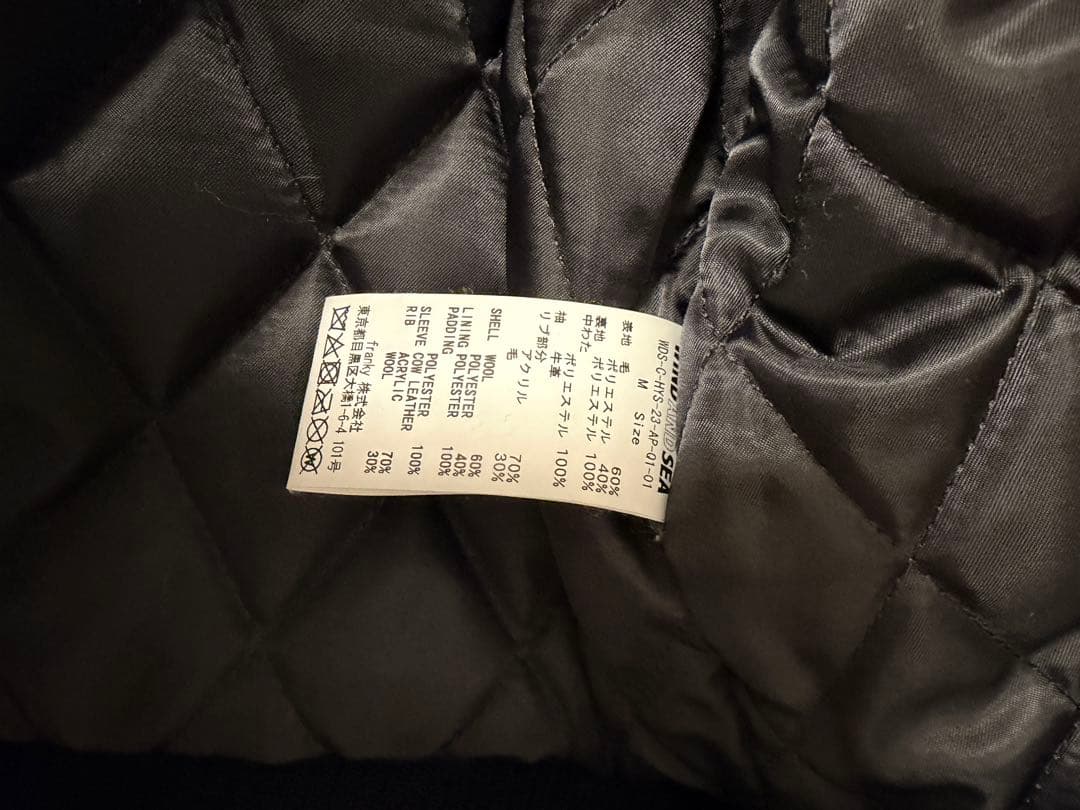 WIND AND SEA
WDS-C-HYS-23-AP-01-01
M Size
表地 毛 60%
ポリエステル 40%
裏地 ポリエステル 100%
中わた ポリエステル
袖 牛革 100%
リブ部分 アクリル 70%
毛 30%
SHELL WOOL 60%
POLYESTER 40%
LINING POLYESTER 100%
PADDING POLYESTER
SLEEVE COW LEATHER 100%
RIB ACRYLIC 70%
WOOL 30%
franky 株式会社
東京都目黒区大橋1-6-4 101号